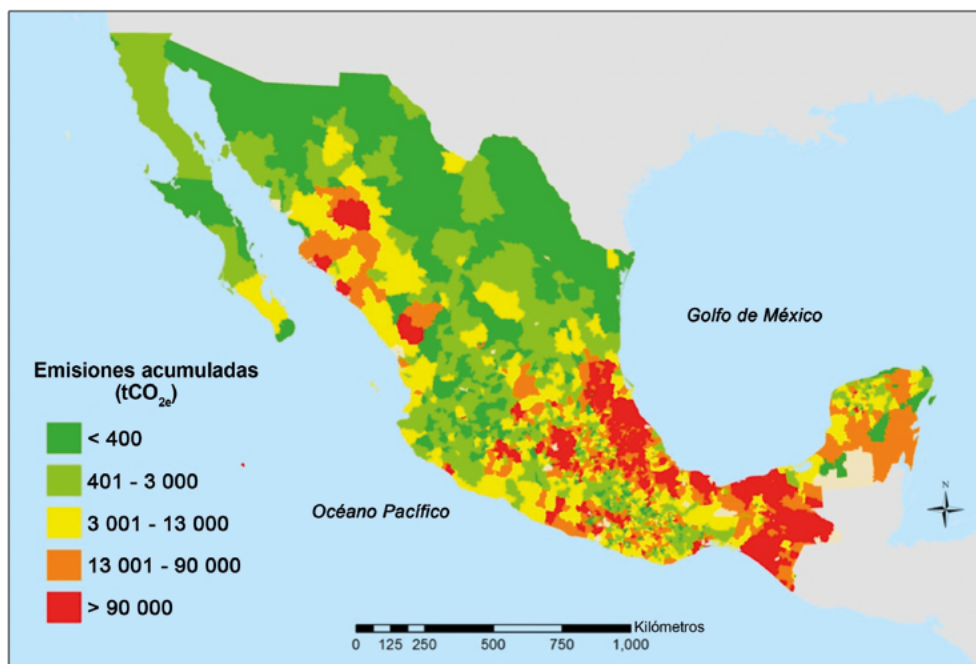 Golfo de México
Emisiones acumuladas
(tCO2e)
< 400
401 - 3 000
3 001 - 13 000
13 001 - 90 000
> 90 000
Océano Pacífico
N
Kilómetros
0 125 250 500 750 1,000